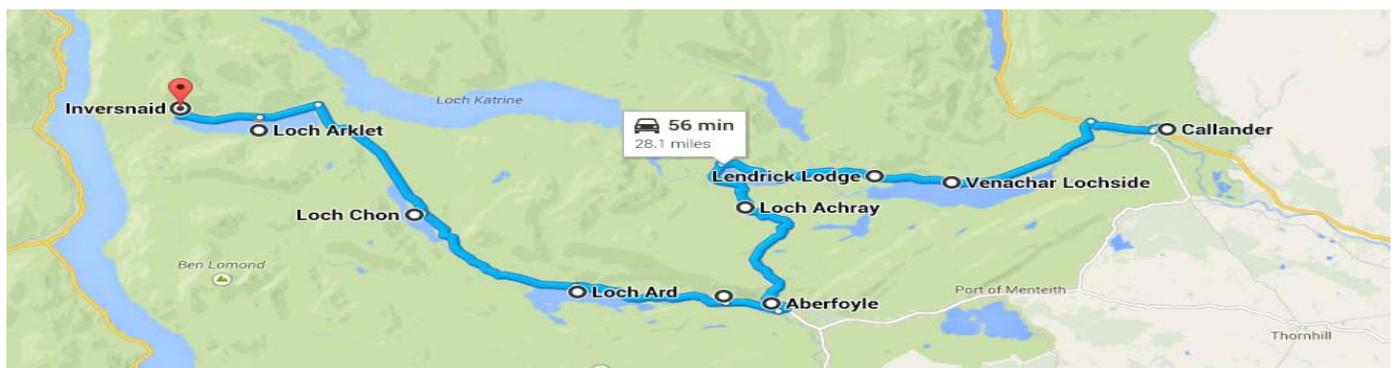 Loch Katrine
Inversnaid
Loch Arklet
56 min
28.1 miles
Callander
Lendrick Lodge
Venachar Lochside
Loch Chon
Loch Achray
Ben Lomond
Loch Ard
Aberfoyle
Port of Menteith
Thornhill